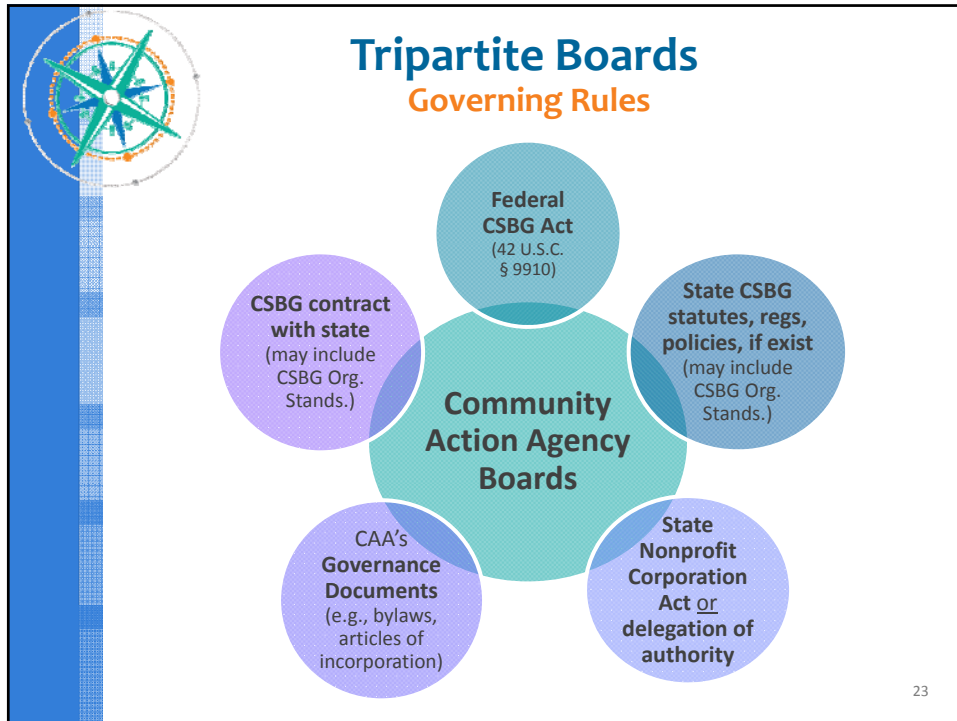 Tripartite Boards
Governing Rules
Federal
CSBG Act
(42 U.S.C.
§ 9910)
State CSBG
statutes, regs,
policies, if exist
(may include
CSBG Org.
Stands.)
State
Nonprofit
Corporation
Act or
delegation of
authority
CAA's
Governance
Documents
(e.g., bylaws,
articles of
incorporation)
CSBG contract
with state
(may include
CSBG Org.
Stands.)
Community
Action Agency
Boards
23